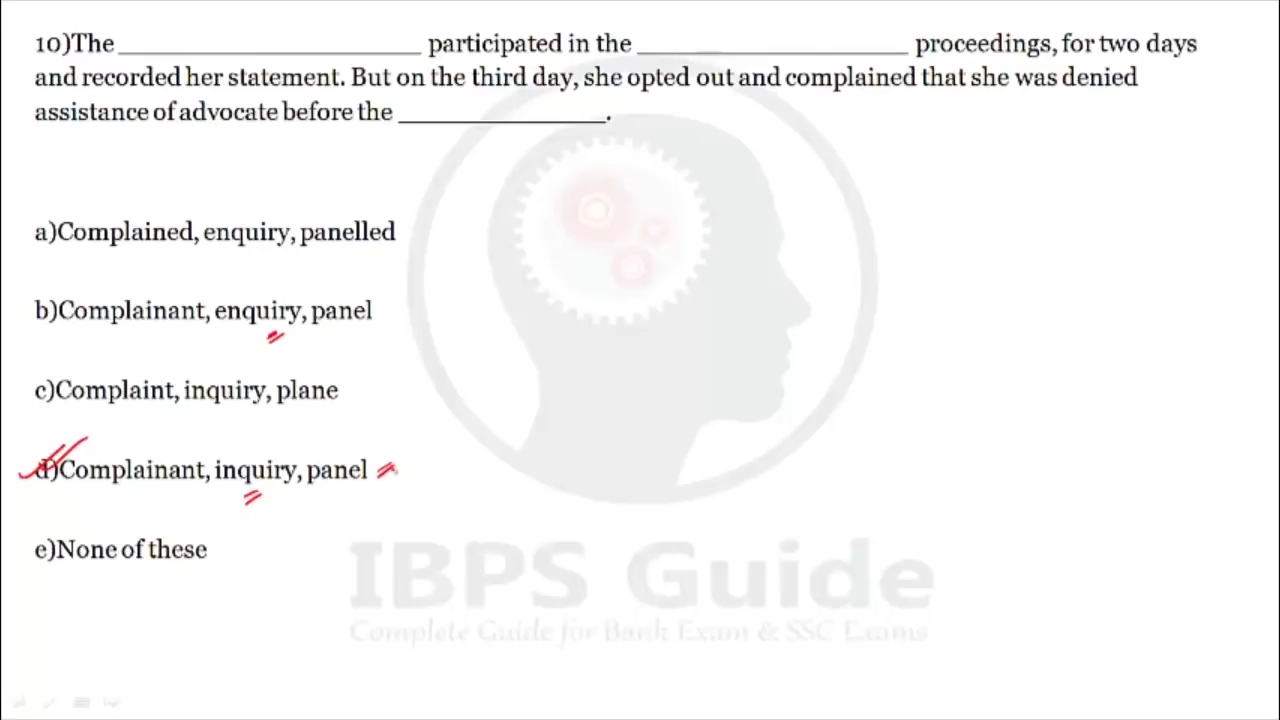 10)The ______________________ participated in the ____________________ proceedings, for two days
and recorded her statement. But on the third day, she opted out and complained that she was denied
assistance of advocate before the _______________.
a)Complained, enquiry, panelled
b)Complainant, enquiry, panel
c)Complaint, inquiry, plane
d)Complainant, inquiry, panel
e)None of these
IBPS Guide
Complete Guide for Bank Exam & SSC Exams